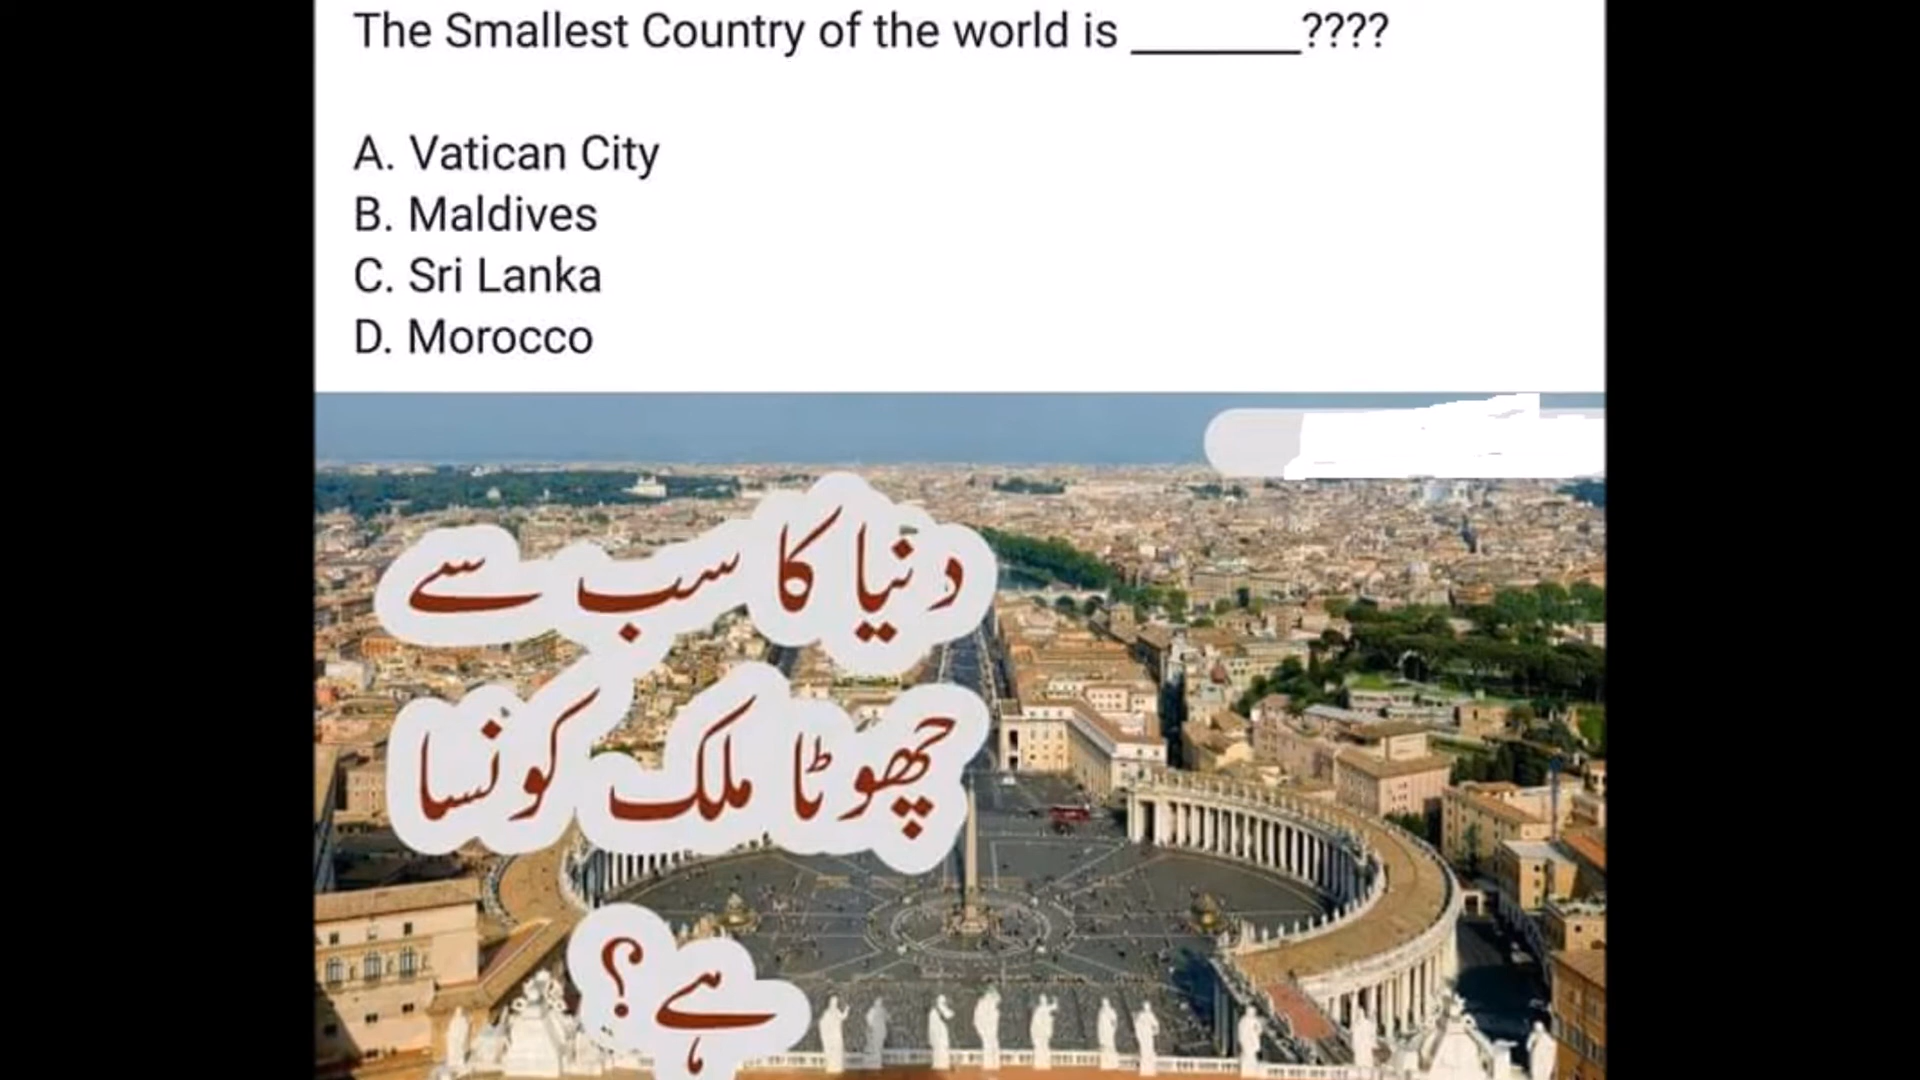 The Smallest Country of the world is _______????
A. Vatican City
B. Maldives
C. Sri Lanka
D. Morocco
دنیا کا سب سے
چھوٹا ملک کونسا
ہے؟